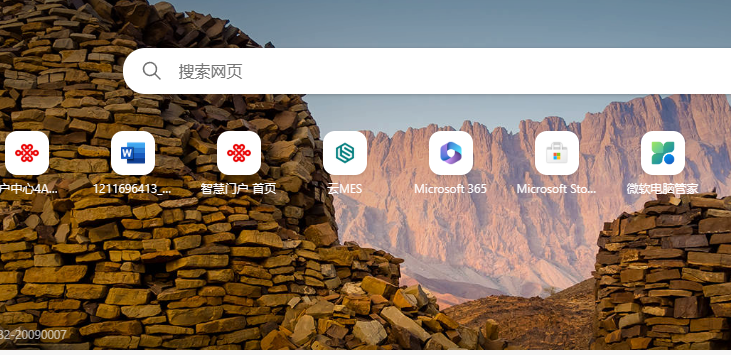 搜索网页
户中心4A...
1211696413_...
智慧门户 首页
云MES
Microsoft 365
Microsoft Sto...
微软电脑管家
32-20090007